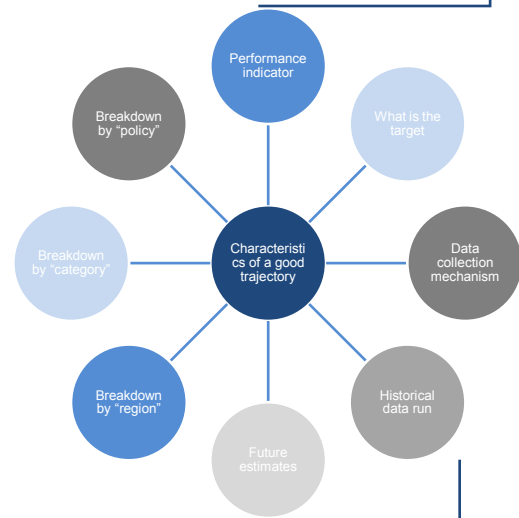 Performance
indicator
What is the
target
Data
collection
mechanism
Historical
data run
Future
estimates
Breakdown
by “region”
Breakdown
by “category”
Breakdown
by “policy”
Characteristi
cs of a good
trajectory